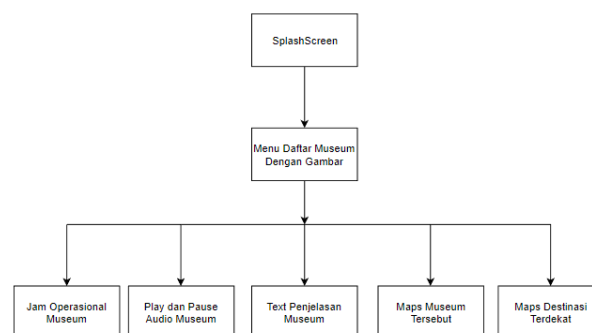 SplashScreen
Menu Daftar Museum
Dengan Gambar
Jam Operasional
Museum
Play dan Pause
Audio Museum
Text Penjelasan
Museum
Maps Museum
Tersebut
Maps Destinasi
Terdekat